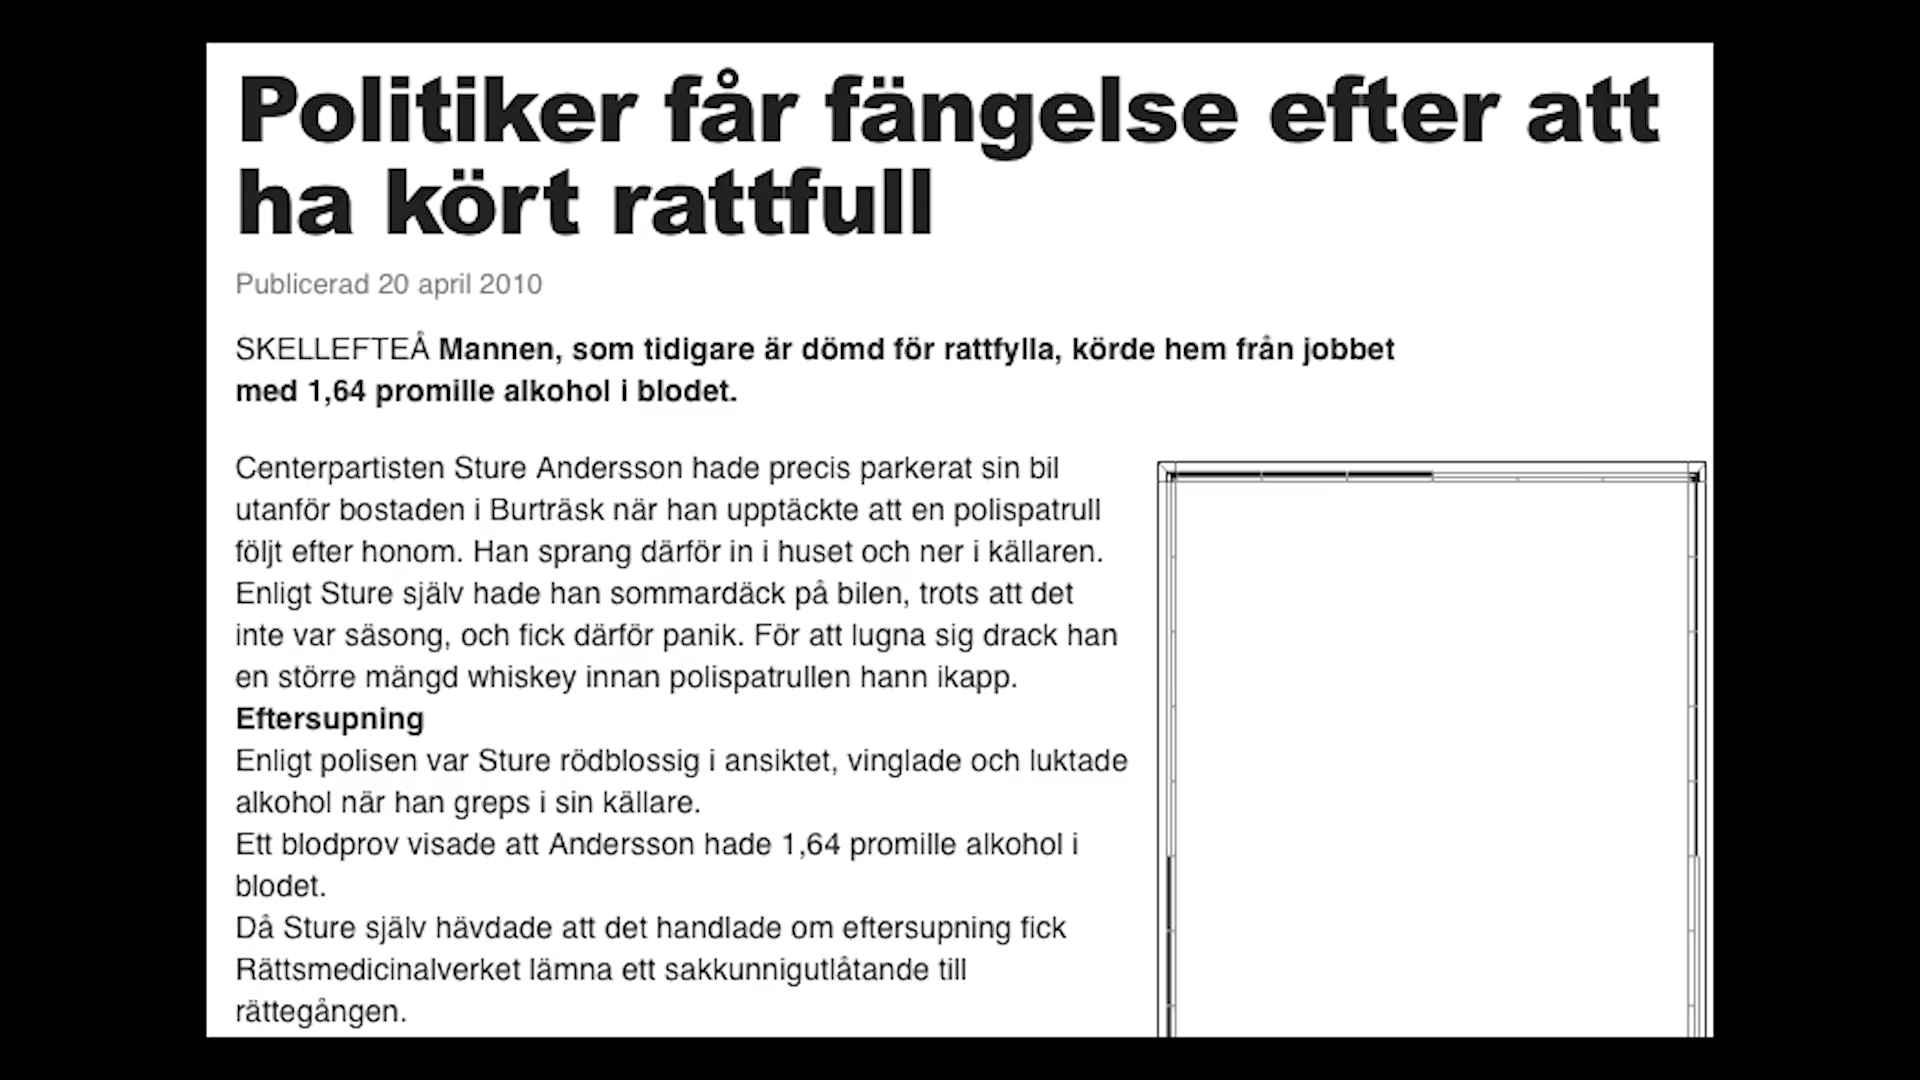 Politiker får fängelse efter att
ha kört rattfull
Publicerad 20 april 2010
SKELLEFTEÅ Mannen, som tidigare är dömd för rattfylla, körde hem från jobbet
med 1,64 promille alkohol i blodet.
Centerpartisten Sture Andersson hade precis parkerat sin bil
utanför bostaden i Burträsk när han upptäckte att en polispatrull
följt efter honom. Han sprang därför in i huset och ner i källaren.
Enligt Sture själv hade han sommardäck på bilen, trots att det
inte var säsong, och fick därför panik. För att lugna sig drack han
en större mängd whiskey innan polispatrullen hann ikapp.
Eftersupning
Enligt polisen var Sture rödblossig i ansiktet, vinglade och luktade
alkohol när han greps i sin källare.
Ett blodprov visade att Andersson hade 1,64 promille alkohol i
blodet.
Då Sture själv hävdade att det handlade om eftersupning fick
Rättsmedicinalverket lämna ett sakkunnigutlåtande till
rättegången.